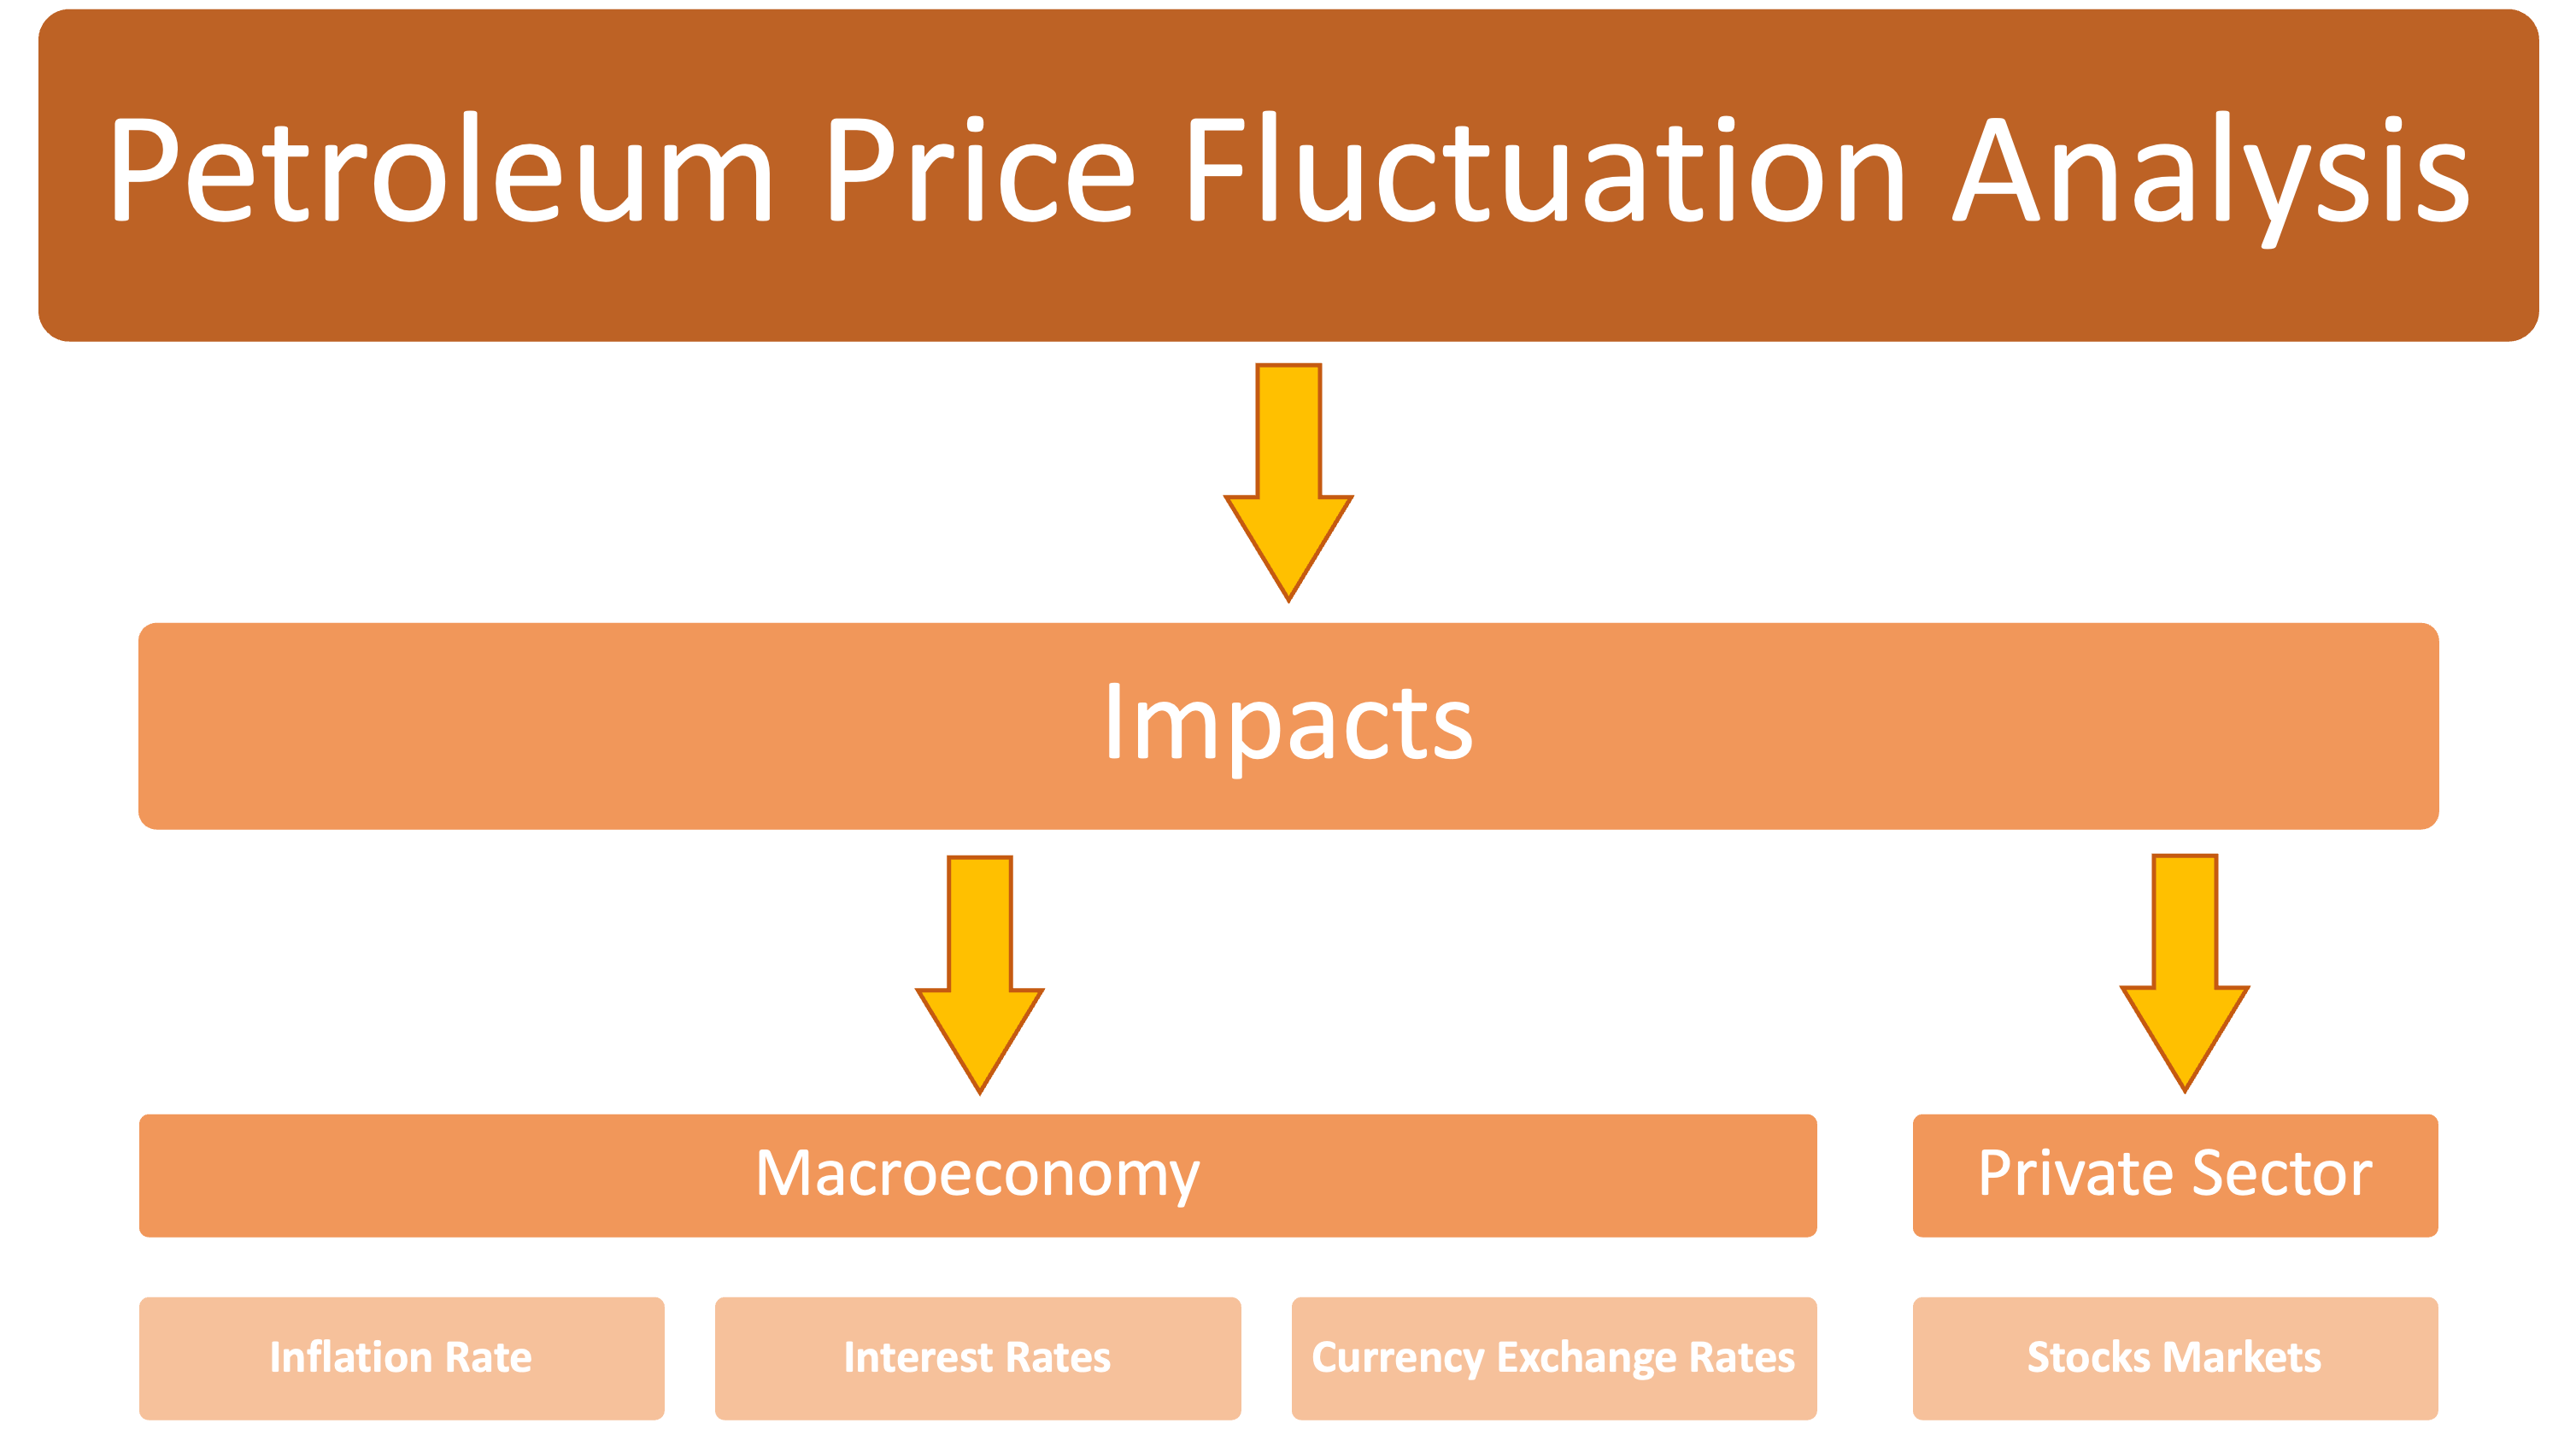 Petroleum Price Fluctuation Analysis
Impacts
Macroeconomy
Private Sector
Inflation Rate
Interest Rates
Currency Exchange Rates
Stocks Markets